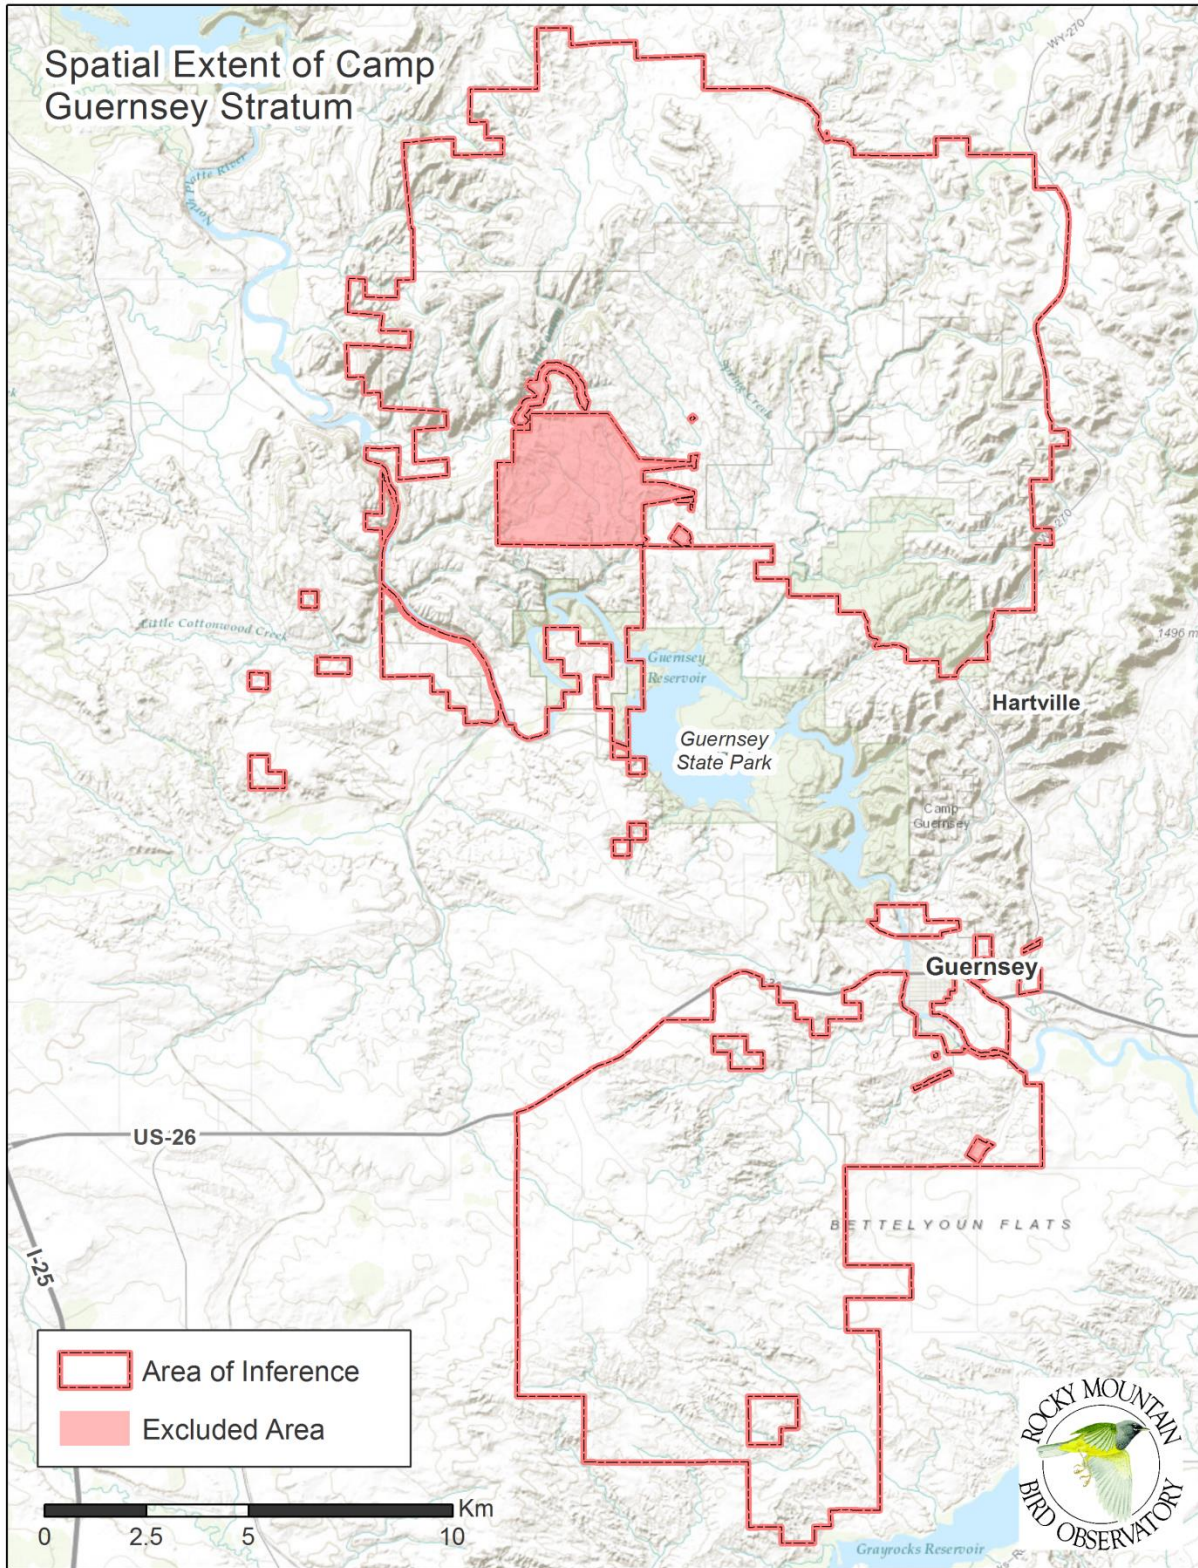 Spatial Extent of Camp
Guernsey Stratum
WY-270
North Platte River
Spring Creek
270
Little Cottonwood Creek
1496 m
Guernsey
Reservoir
Hartville
Guernsey
State Park
Camp
Guernsey
Guernsey
US-26
BETTELYOUN FLATS
I-25
Area of Inference
Excluded Area
ROCKY MOUNTAIN
BIRD OBSERVATORY
Km
0 2.5 5 10
Grayrocks Reservoir